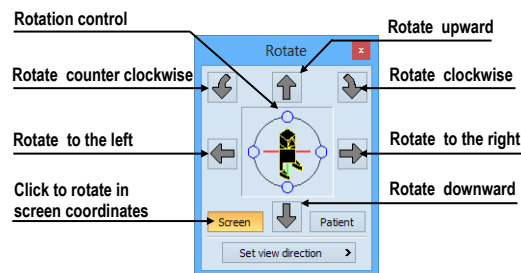 Rotation control
Rotate upward
Rotate
x
Rotate counter clockwise
Rotate clockwise
Rotate to the left
Rotate to the right
Click to rotate in
screen coordinates
Rotate downward
Screen
Patient
Set view direction >